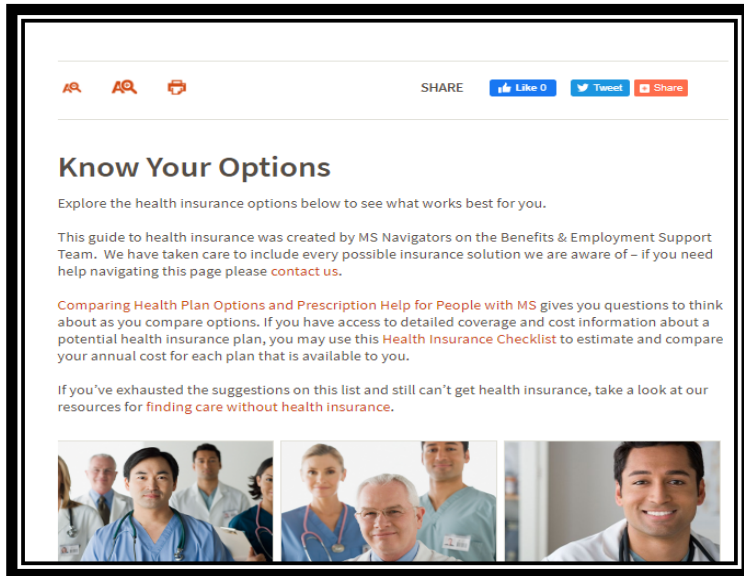 SHARE Like 0 Tweet Share
Know Your Options
Explore the health insurance options below to see what works best for you.
This guide to health insurance was created by MS Navigators on the Benefits & Employment Support
Team. We have taken care to include every possible insurance solution we are aware of – if you need
help navigating this page please contact us.
Comparing Health Plan Options and Prescription Help for People with MS gives you questions to think
about as you compare options. If you have access to detailed coverage and cost information about a
potential health insurance plan, you may use this Health Insurance Checklist to estimate and compare
your annual cost for each plan that is available to you.
If you’ve exhausted the suggestions on this list and still can’t get health insurance, take a look at our
resources for finding care without health insurance.